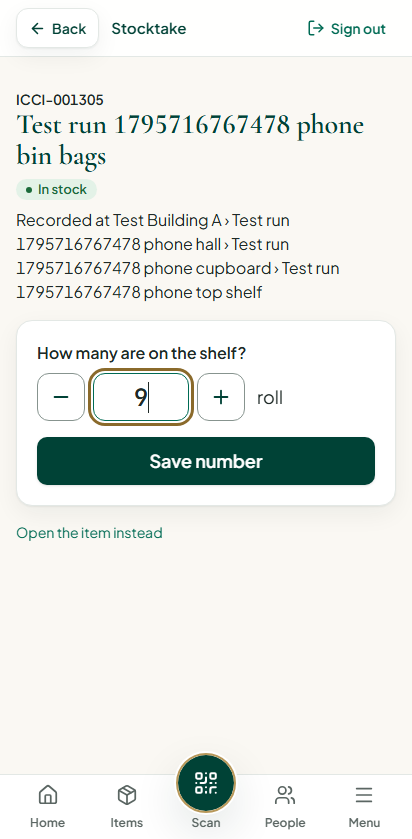 Back Stocktake Sign out
ICCI-001305
Test run 1795716767478 phone
bin bags
In stock
Recorded at Test Building A › Test run
1795716767478 phone hall › Test run
1795716767478 phone cupboard › Test run
1795716767478 phone top shelf
How many are on the shelf?
− 9 + roll
Save number
Open the item instead
Home Items Scan People Menu